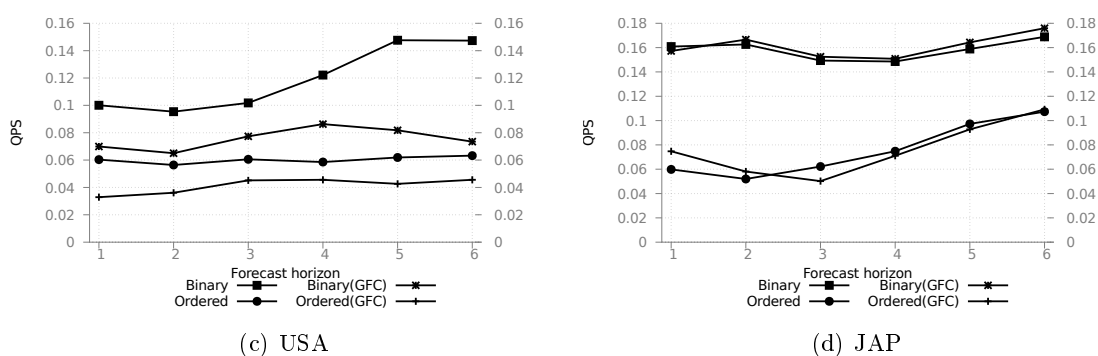 0.16 0.16
0.14 0.14
0.12 0.12
0.1 0.1
QPS
0.08 0.08
0.06 0.06
0.04 0.04
0.02 0.02
0 0
1 2 3 4 5 6
Forecast horizon
Binary Binary(GFC)
Ordered Ordered(GFC)
(c) USA
0.18 0.18
0.16 0.16
0.14 0.14
0.12 0.12
QPS
0.1 0.1
0.08 0.08
0.06 0.06
0.04 0.04
0.02 0.02
0 0
1 2 3 4 5 6
Forecast horizon
Binary Binary(GFC)
Ordered Ordered(GFC)
(d) JAP